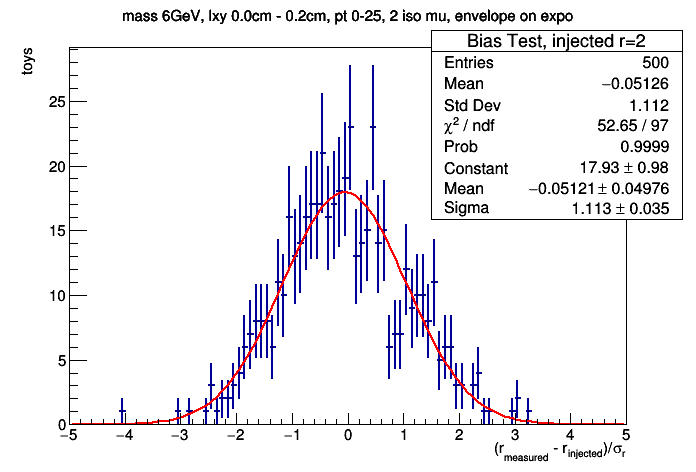 mass 6GeV, lxy 0.0cm - 0.2cm, pt 0-25, 2 iso mu, envelope on expo
Bias Test, injected r=2
Entries 500
Mean −0.05126
Std Dev 1.112
χ² / ndf 52.65 / 97
Prob 0.9999
Constant 17.93 ± 0.98
Mean −0.05121 ± 0.04976
Sigma 1.113 ± 0.035
toys
25
20
15
10
5
0
−5 −4 −3 −2 −1 0 1 2 3 4 5
(r_measured - r_injected)/σ_r